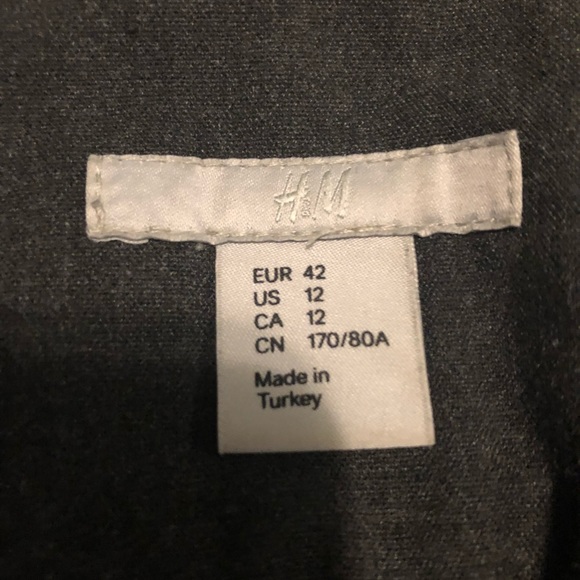 H&M
EUR 42
US 12
CA 12
CN 170/80A
Made in
Turkey